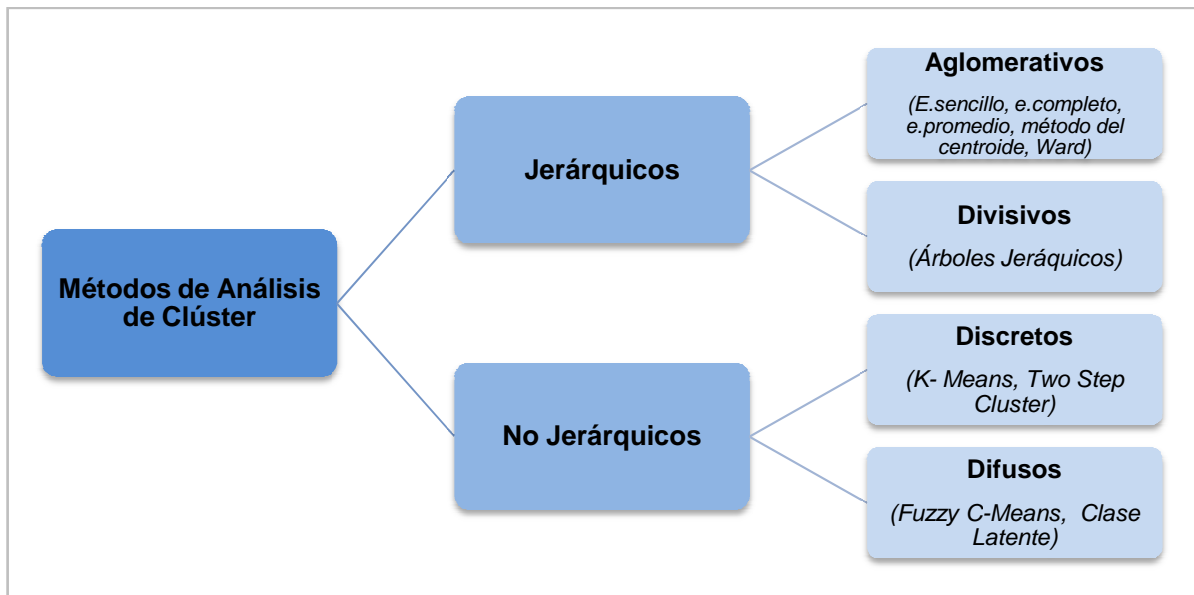 Métodos de Análisis
de Clúster
Jerárquicos
Aglomerativos
(E.sencillo, e.completo,
e.promedio, método del
centroide, Ward)
Divisivos
(Árboles Jeráquicos)
No Jerárquicos
Discretos
(K- Means, Two Step
Cluster)
Difusos
(Fuzzy C-Means, Clase
Latente)